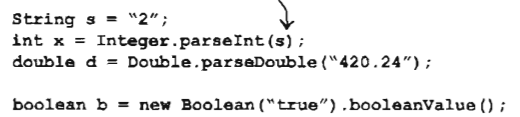 String s = “2”;
int x = Integer.parseInt(s);
double d = Double.parseDouble(“420.24”);
boolean b = new Boolean(“true”).booleanValue();